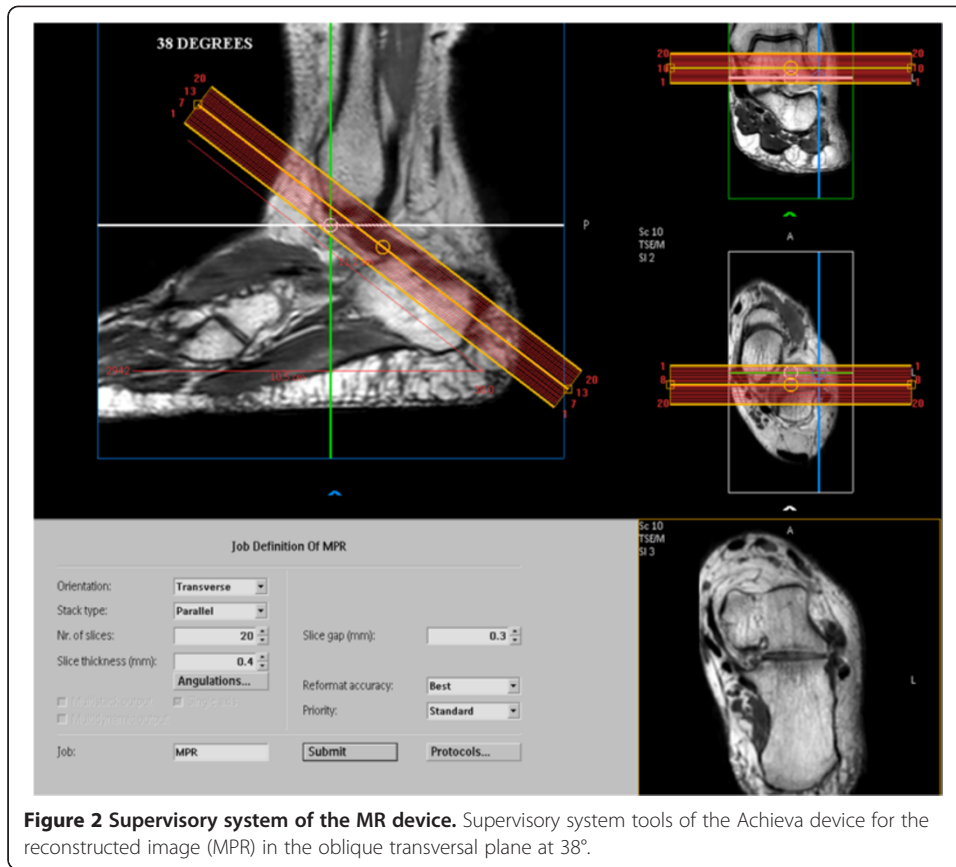 38 DEGREES
20
13
7
1
20
13
7
1
P
10.5
0.0
20
10
1
20
10
L
1
Sc 10
TSE/M
Sl 2
A
1
8
20
1
L
8
20
Sc 10
TSE/M
Sl 3
A
L
Job Definition Of MPR
Orientation: Transverse
Stack type: Parallel
Nr. of slices: 20 Slice gap (mm): 0.3
Slice thickness (mm): 0.4
Angulations...
Reformat accuracy: Best
Priority: Standard
Job: MPR Submit Protocols...
Figure 2 Supervisory system of the MR device. Supervisory system tools of the Achieva device for the
reconstructed image (MPR) in the oblique transversal plane at 38°.